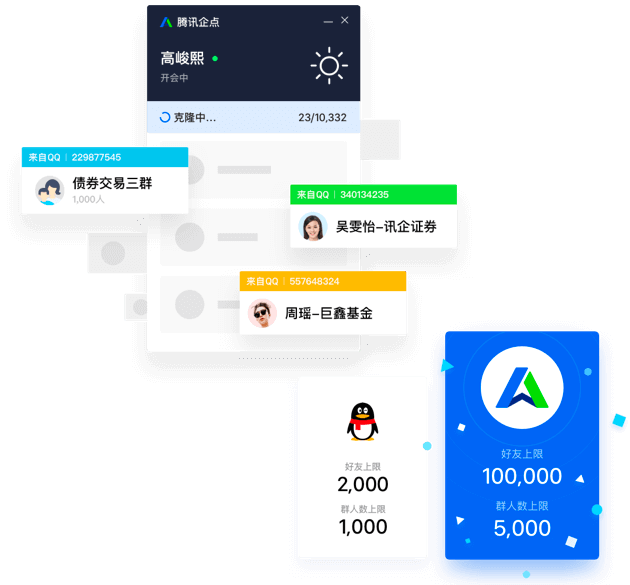 腾讯企点
高峻熙
开会中
克隆中... 23/10,332
来自QQ | 229877545
债券交易三群
1,000人
来自QQ | 340134235
吴雯怡-讯企证券
来自QQ | 557648324
周瑶-巨鑫基金
好友上限
2,000
群人数上限
1,000
好友上限
100,000
群人数上限
5,000